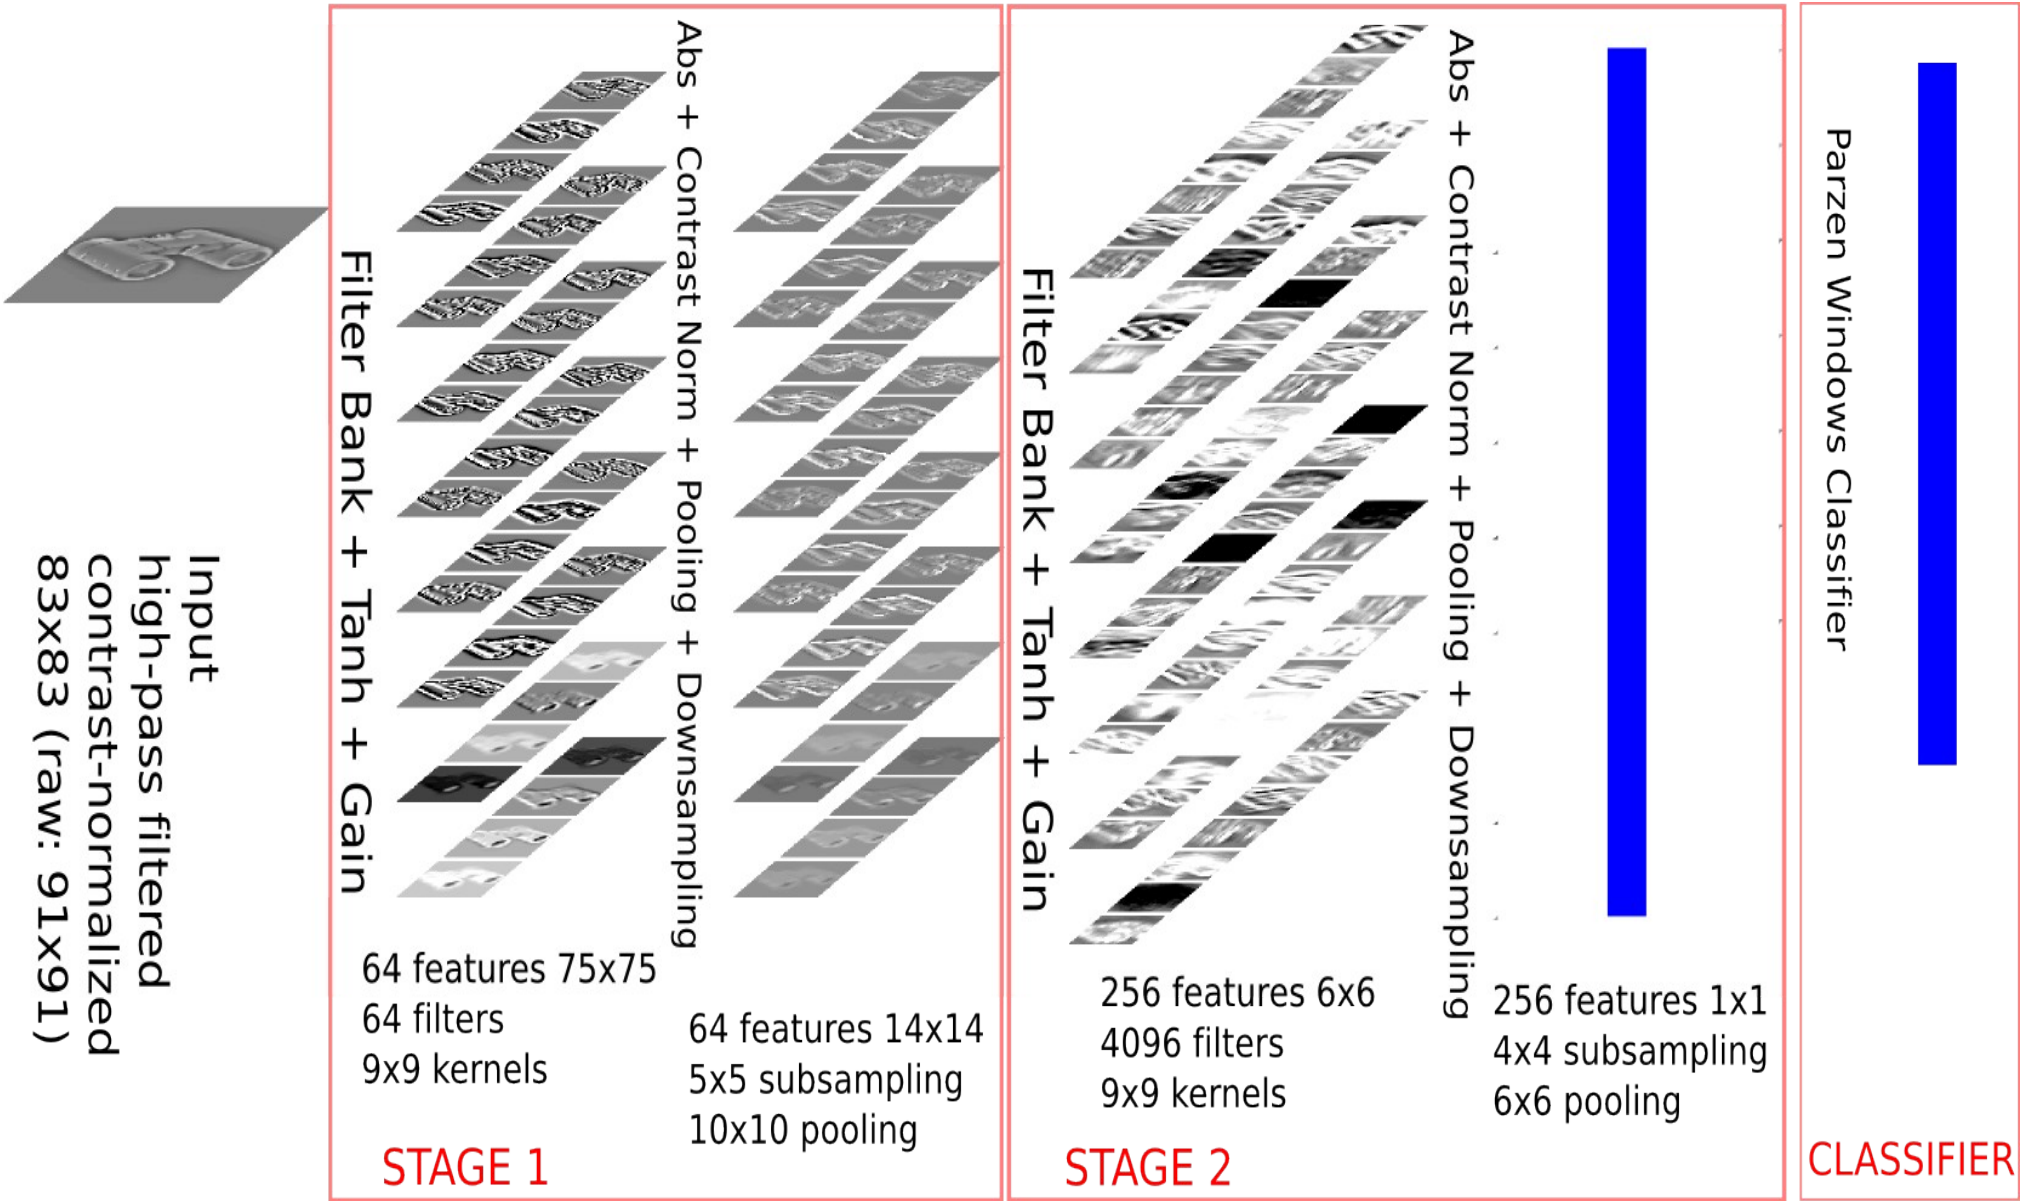 Input
high-pass filtered
contrast-normalized
83x83 (raw: 91x91)
Filter Bank + Tanh + Gain
Abs + Contrast Norm + Pooling + Downsampling
64 features 75x75
64 filters
9x9 kernels
64 features 14x14
5x5 subsampling
10x10 pooling
STAGE 1
Filter Bank + Tanh + Gain
Abs + Contrast Norm + Pooling + Downsampling
256 features 6x6
4096 filters
9x9 kernels
256 features 1x1
4x4 subsampling
6x6 pooling
STAGE 2
Parzen Windows Classifier
CLASSIFIER